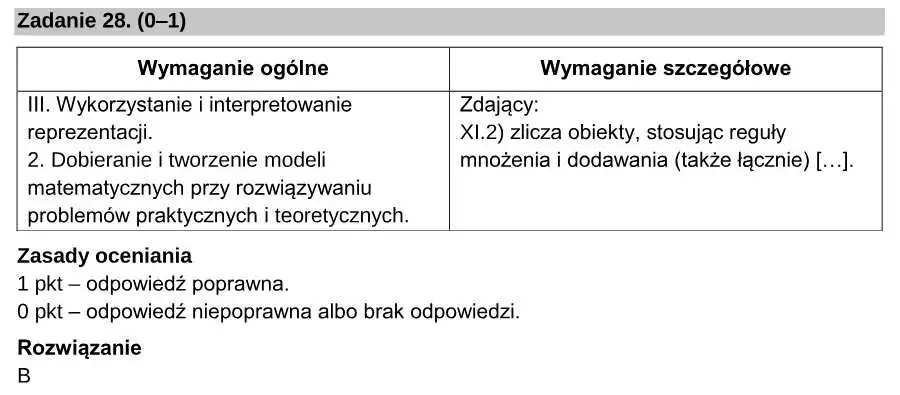 Zadanie 28. (0–1)
Wymaganie ogólne
Wymaganie szczegółowe
III. Wykorzystanie i interpretowanie
reprezentacji.
2. Dobieranie i tworzenie modeli
matematycznych przy rozwiązywaniu
problemów praktycznych i teoretycznych.
Zdający:
XI.2) zlicza obiekty, stosując reguły
mnożenia i dodawania (także łącznie) […].
Zasady oceniania
1 pkt – odpowiedź poprawna.
0 pkt – odpowiedź niepoprawna albo brak odpowiedzi.
Rozwiązanie
B